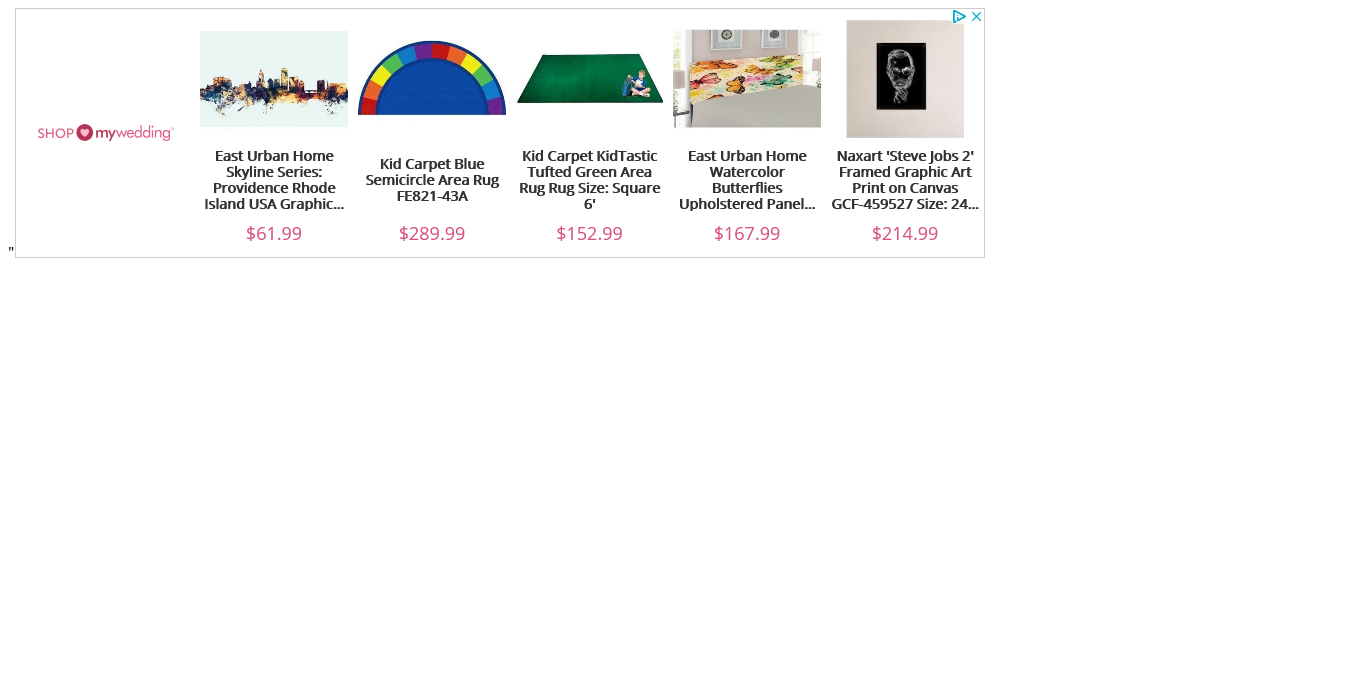 SHOP mywedding
East Urban Home
Skyline Series:
Providence Rhode
Island USA Graphic...
$61.99
Kid Carpet Blue
Semicircle Area Rug
FE821-43A
$289.99
Kid Carpet KidTastic
Tufted Green Area
Rug Rug Size: Square
6'
$152.99
East Urban Home
Watercolor
Butterflies
Upholstered Panel...
$167.99
Naxart 'Steve Jobs 2'
Framed Graphic Art
Print on Canvas
GCF-459527 Size: 24...
$214.99
"